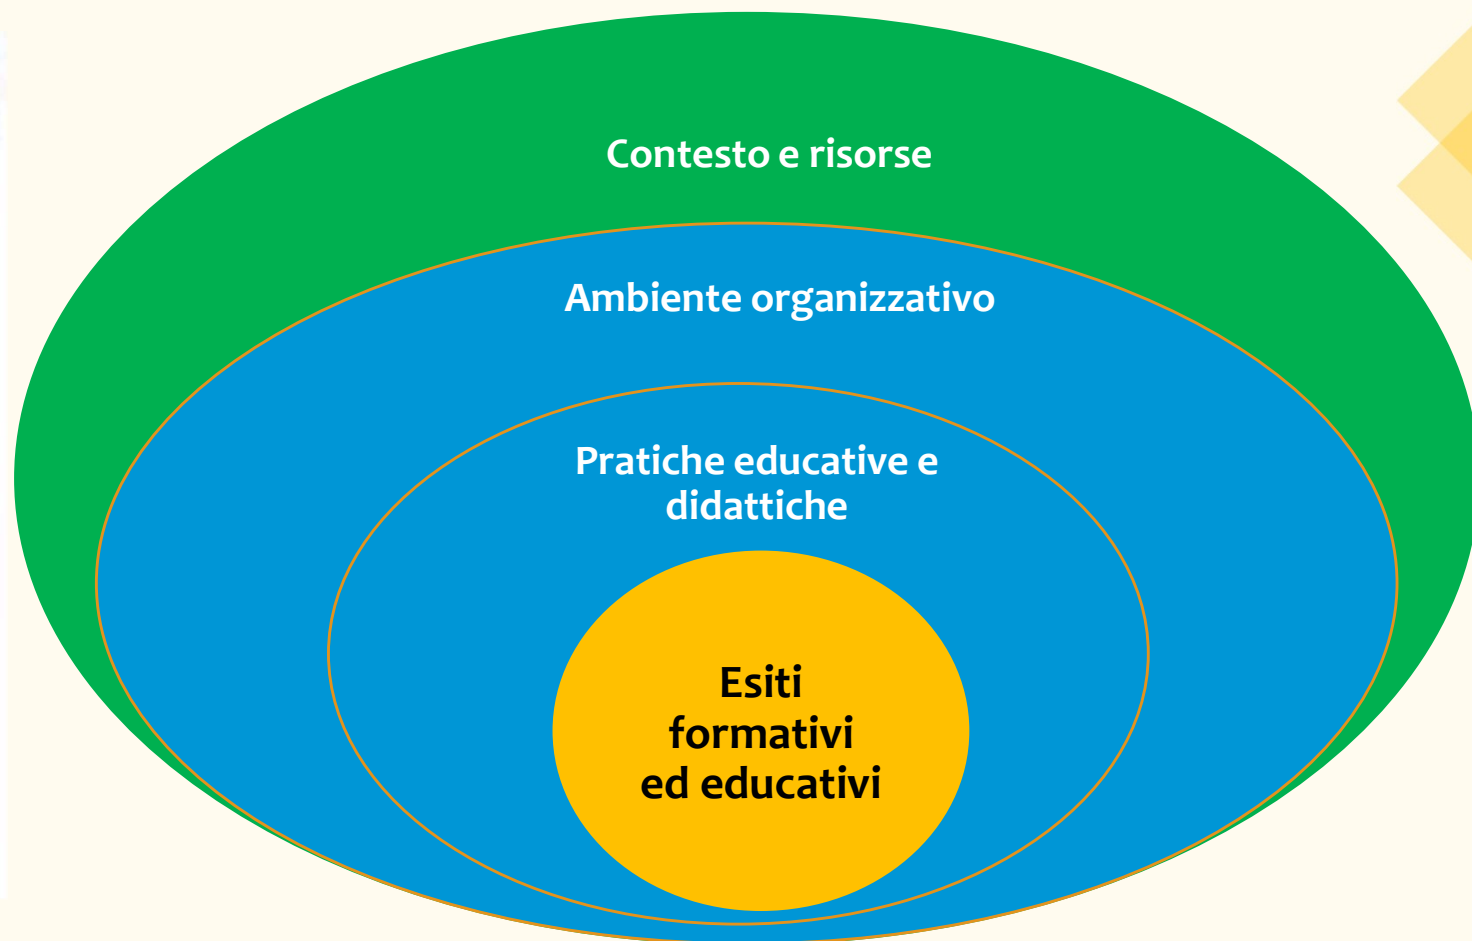 Contesto e risorse
Ambiente organizzativo
Pratiche educative e
didattiche
Esiti
formativi
ed educativi